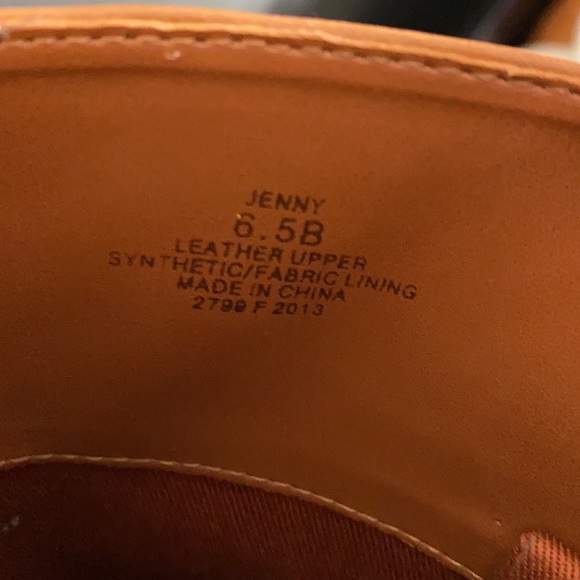 JENNY
6.5B
LEATHER UPPER
SYNTHETIC/FABRIC LINING
MADE IN CHINA
2799 F 2013